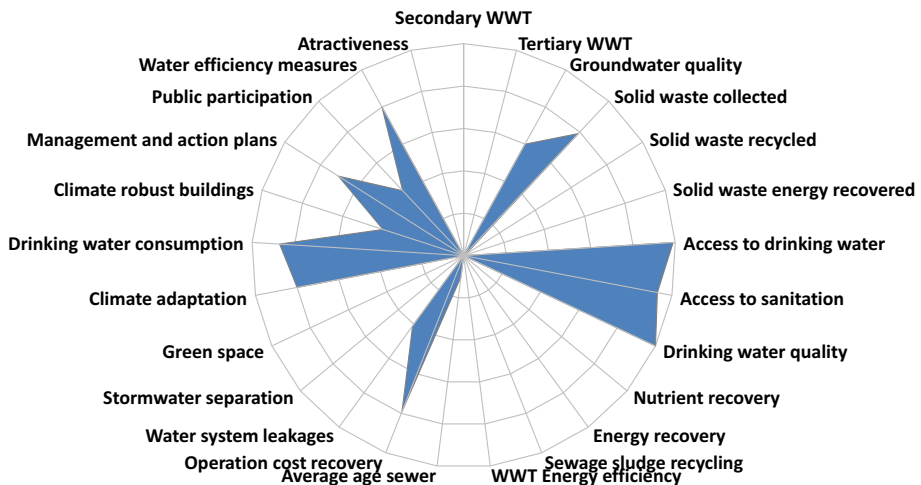 Secondary WWT
Tertiary WWT
Groundwater quality
Solid waste collected
Solid waste recycled
Solid waste energy recovered
Access to drinking water
Access to sanitation
Drinking water quality
Nutrient recovery
Energy recovery
Sewage sludge recycling
WWT Energy efficiency
Average age sewer
Operation cost recovery
Water system leakages
Stormwater separation
Green space
Climate adaptation
Drinking water consumption
Climate robust buildings
Management and action plans
Public participation
Water efficiency measures
Atractiveness